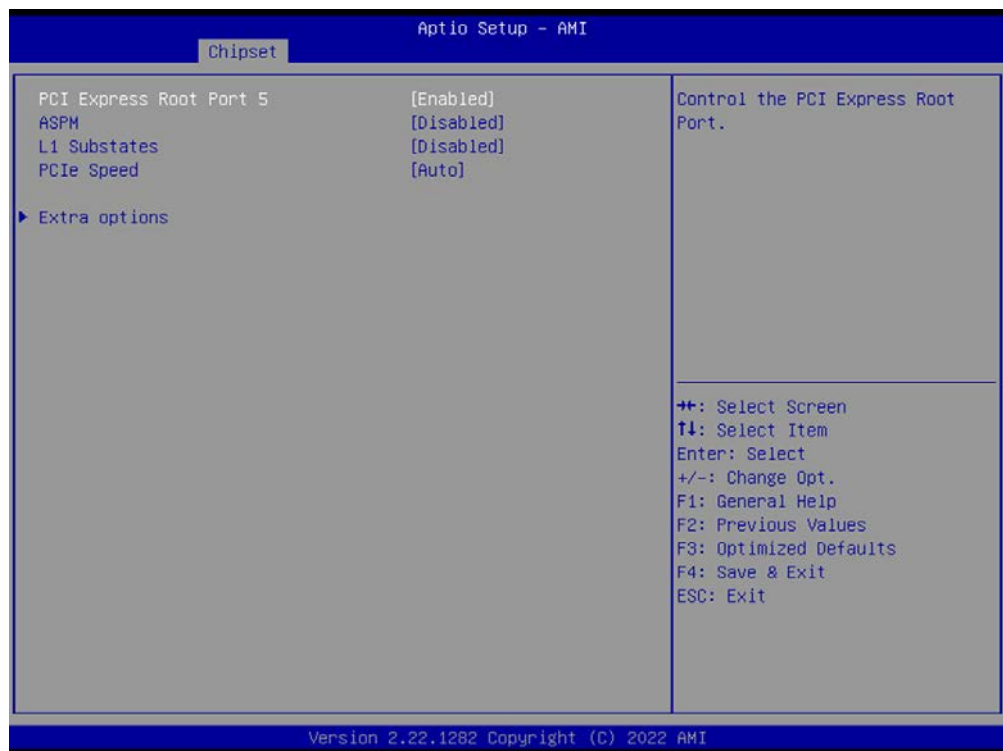 Aptio Setup - AMI
Chipset
PCI Express Root Port 5 [Enabled]
ASPM [Disabled]
L1 Substates [Disabled]
PCIe Speed [Auto]
Extra options
Control the PCI Express Root
Port.
→←: Select Screen
↑↓: Select Item
Enter: Select
+/-: Change Opt.
F1: General Help
F2: Previous Values
F3: Optimized Defaults
F4: Save & Exit
ESC: Exit
Version 2.22.1282 Copyright (C) 2022 AMI